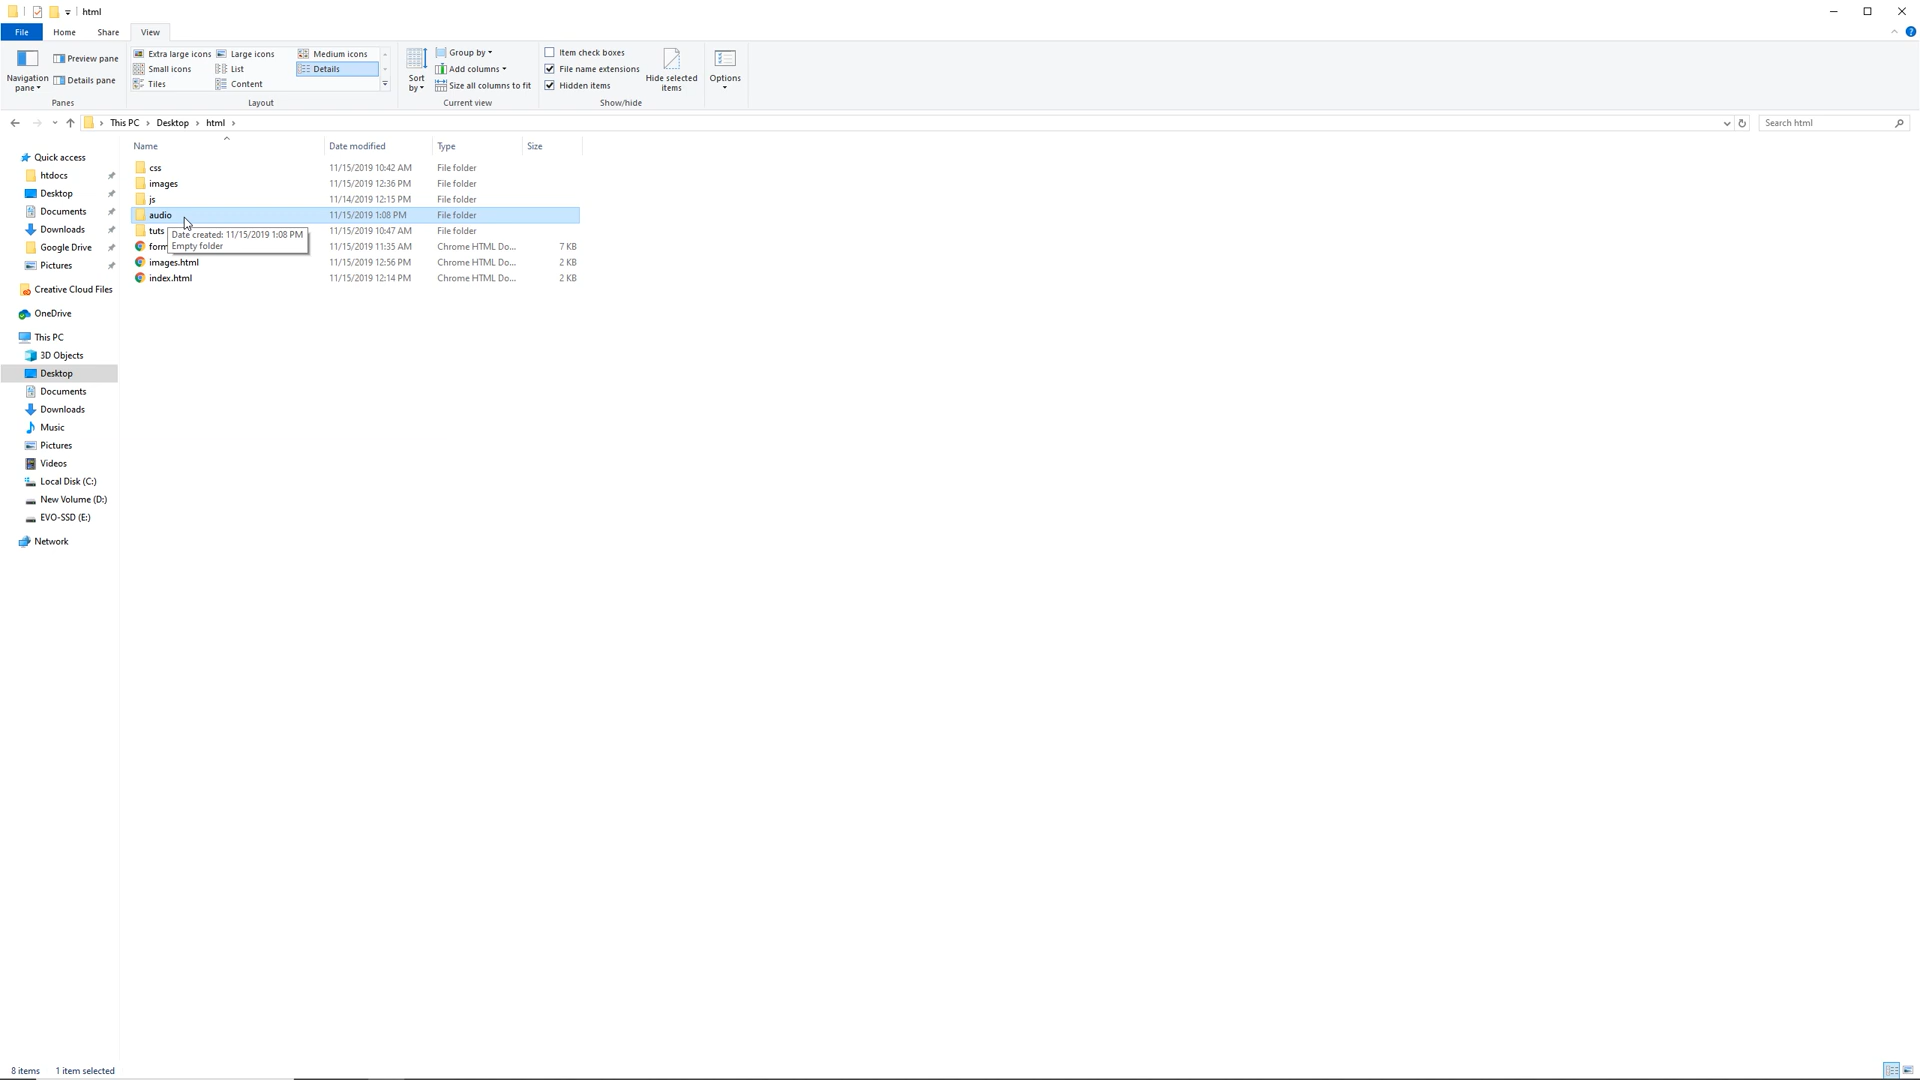 html
File Home Share View
Navigation pane
Preview pane
Details pane
Panes
Extra large icons Large icons Medium icons
Small icons List Details
Tiles Content
Layout
Sort by
Group by
Add columns
Size all columns to fit
Current view
Item check boxes
File name extensions
Hidden items
Hide selected items
Show/hide
Options
This PC > Desktop > html >
Search html
Quick access
htdocs
Desktop
Documents
Downloads
Google Drive
Pictures
Creative Cloud Files
OneDrive
This PC
3D Objects
Desktop
Documents
Downloads
Music
Pictures
Videos
Local Disk (C:)
New Volume (D:)
EVO-SSD (E:)
Network
Name Date modified Type Size
css 11/15/2019 10:42 AM File folder
images 11/15/2019 12:36 PM File folder
js 11/14/2019 12:15 PM File folder
audio 11/15/2019 1:08 PM File folder
tuts 11/15/2019 10:47 AM File folder
form 11/15/2019 11:35 AM Chrome HTML Do... 7 KB
images.html 11/15/2019 12:56 PM Chrome HTML Do... 2 KB
index.html 11/15/2019 12:14 PM Chrome HTML Do... 2 KB
Date created: 11/15/2019 1:08 PM
Empty folder
8 items 1 item selected